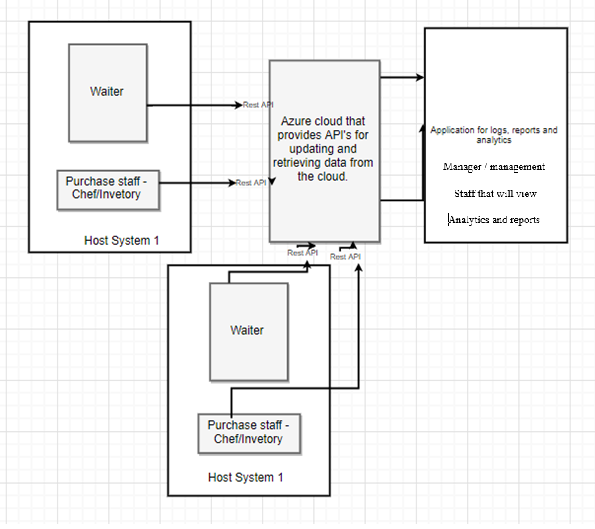 Waiter
Rest API
Purchase staff -
Chef/Invetory
Rest API
Host System 1
Azure cloud that
provides API's for
updating and
retrieving data from
the cloud.
Application for logs, reports and
analytics
Manager / management
Staff that will view
Analytics and reports
Rest API
Rest API
Waiter
Purchase staff -
Chef/Invetory
Host System 1